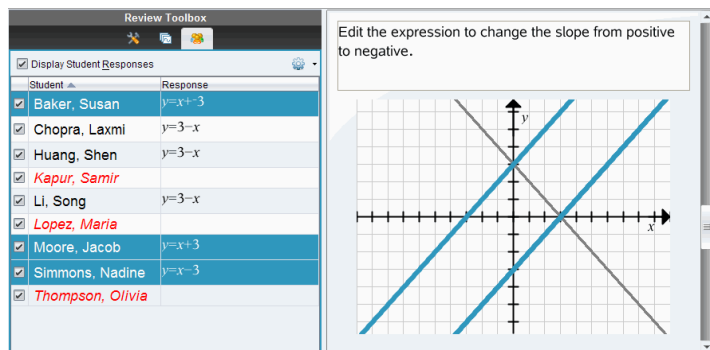 Review Toolbox
Display Student Responses
Student Response
Baker, Susan y=x+-3
Chopra, Laxmi y=3−x
Huang, Shen y=3−x
Kapur, Samir
Li, Song y=3−x
Lopez, Maria
Moore, Jacob y=x+3
Simmons, Nadine y=x−3
Thompson, Olivia
Edit the expression to change the slope from positive
to negative.
y
x